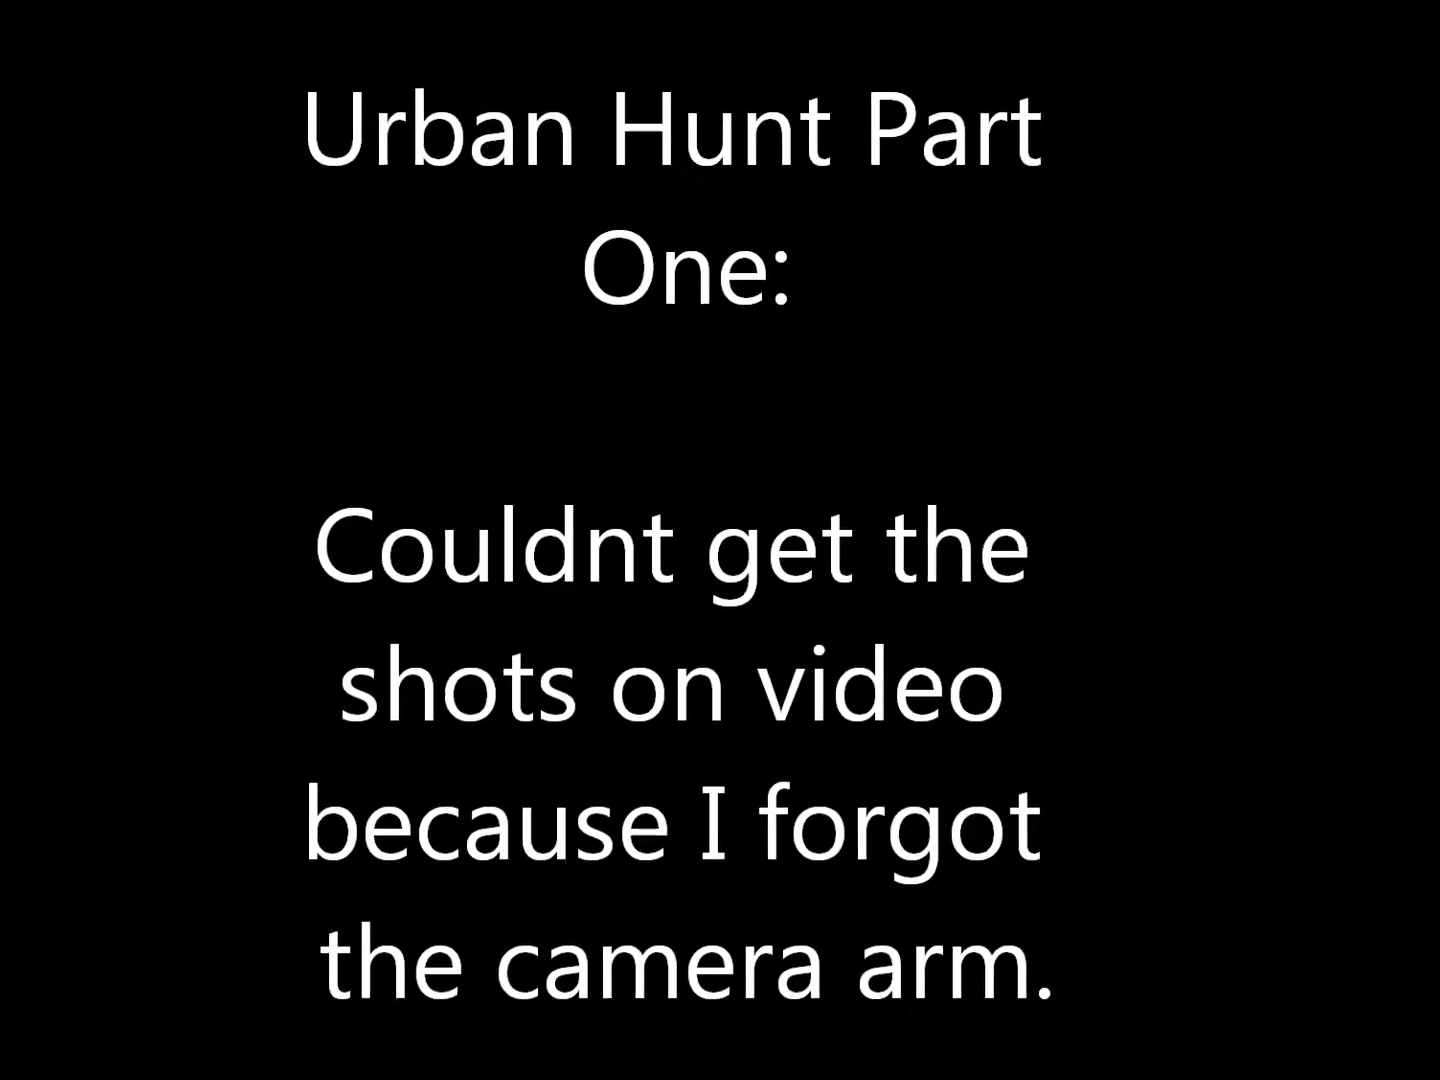 Urban Hunt Part
One:
Couldnt get the
shots on video
because I forgot
the camera arm.